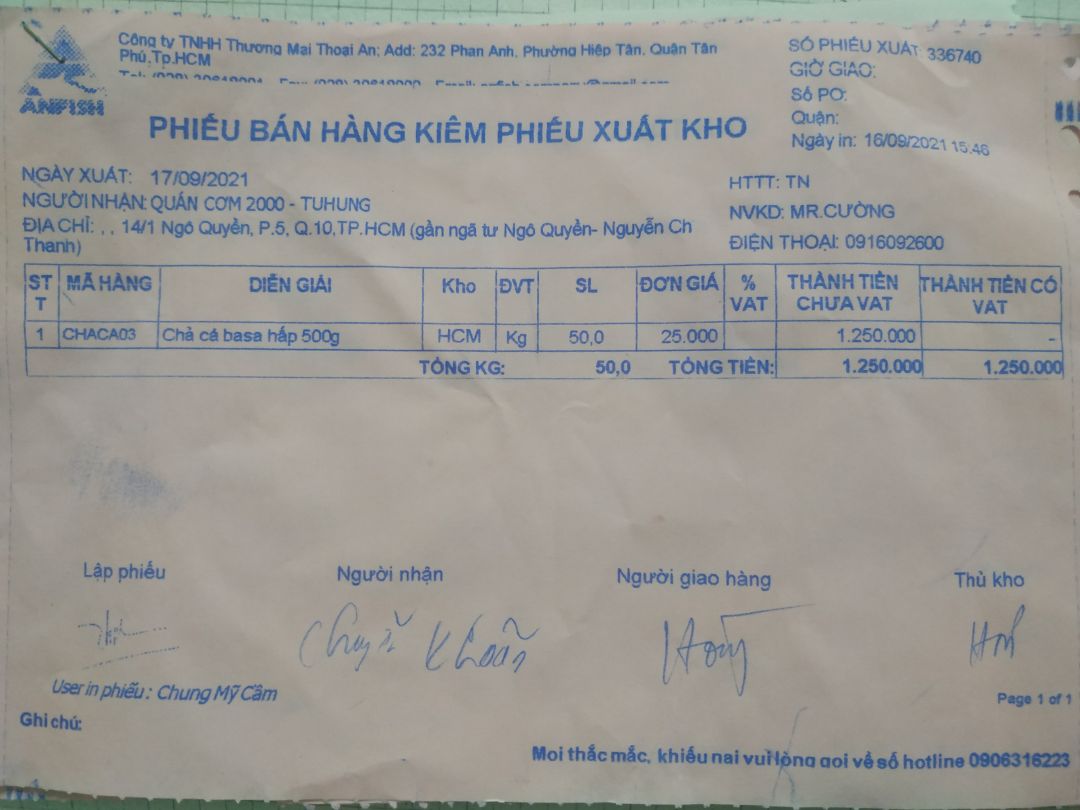 ANFISH
Công ty TNHH Thương Mại Thoại An; Add: 232 Phan Anh, Phường Hiệp Tân, Quận Tân
Phú,Tp.HCM
SỐ PHIẾU XUẤT: 336740
GIỜ GIAO:
Số PO:
Quận:
Ngày in: 16/09/2021 15:46
PHIẾU BÁN HÀNG KIÊM PHIẾU XUẤT KHO
NGÀY XUẤT: 17/09/2021
NGƯỜI NHẬN: QUÁN CƠM 2000 - TUHUNG
ĐỊA CHỈ: , , 14/1 Ngô Quyền, P.5, Q.10,TP.HCM (gần ngã tư Ngô Quyền- Nguyễn Ch
Thanh)
HTTT: TN
NVKD: MR.CƯỜNG
ĐIỆN THOẠI: 0916092600
STT MÃ HÀNG DIỄN GIẢI Kho ĐVT SL ĐƠN GIÁ % VAT THÀNH TIỀN CHƯA VAT THÀNH TIỀN CÓ VAT
1 CHACA03 Chả cá basa hấp 500g HCM Kg 50,0 25.000 1.250.000 -
TỔNG KG: 50,0 TỔNG TIỀN: 1.250.000 1.250.000
Lập phiếu Người nhận Người giao hàng Thủ kho
Chuyển Khoản
User in phiếu : Chung Mỹ Cầm
Page 1 of 1
Ghi chú:
Mọi thắc mắc, khiếu nại vui lòng gọi về số hotline 0906316223